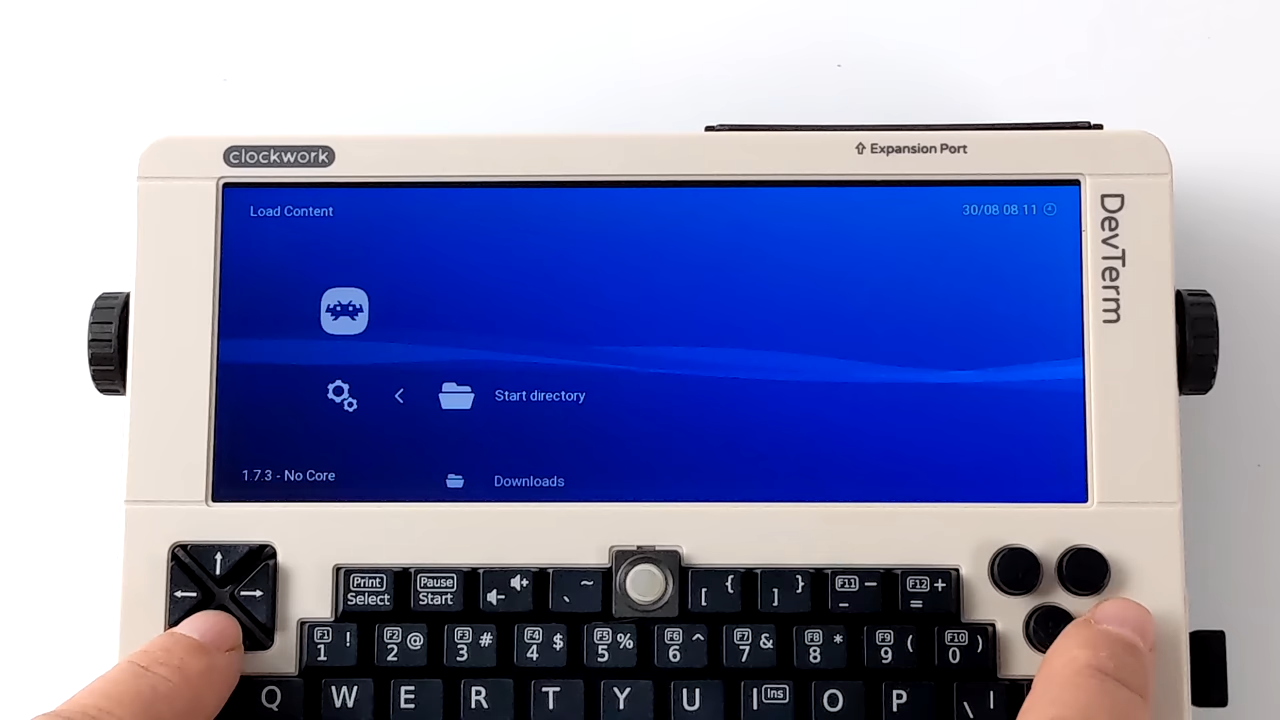 clockwork
⇧ Expansion Port
DevTerm
Load Content
30/08 08:11
Start directory
1.7.3 - No Core
Downloads
↑
← →
Print Select
Pause Start
` ~
[ {
] }
F11 - _
F12 + =
F1 1 !
F2 2 @
F3 3 #
F4 4 $
F5 5 %
F6 6 ^
F7 7 &
F8 8 *
F9 9 (
F10 0 )
Q W E R T Y U I Ins O P \ |